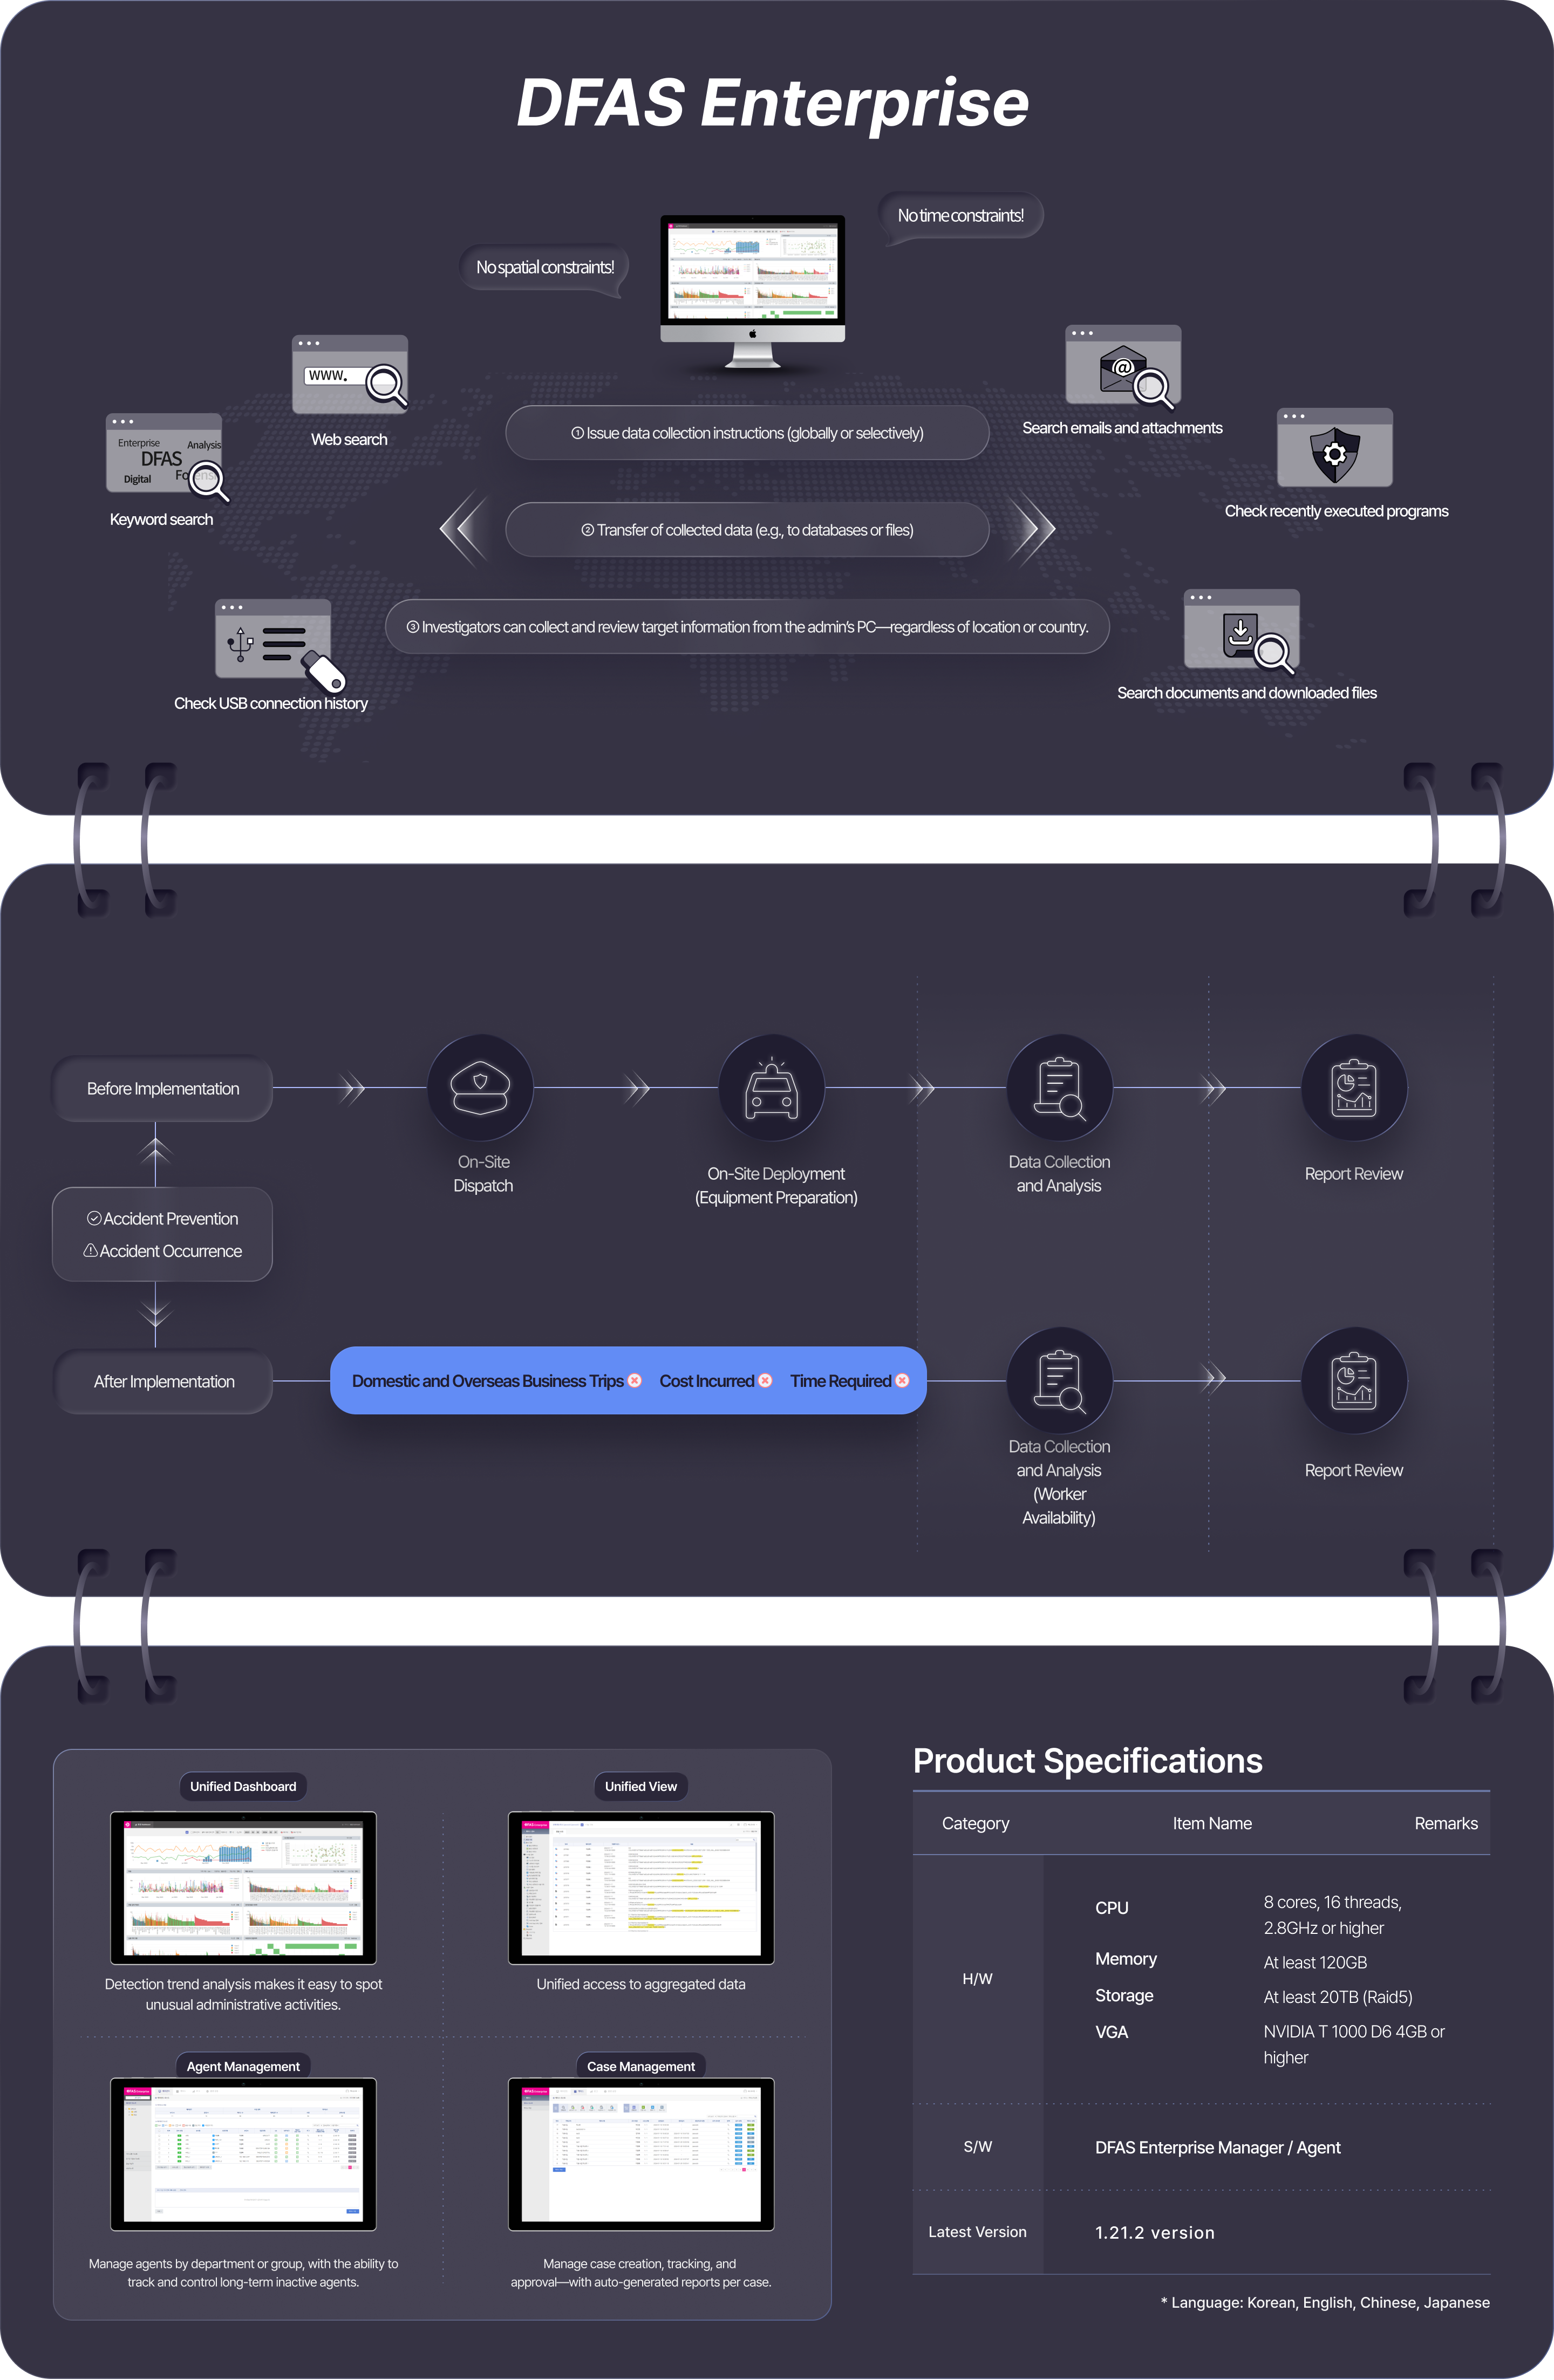 DFAS Enterprise
No time constraints!
No spatial constraints!
www.
Web search
Enterprise
Analysis
DFAS
Digital
Keyword search
Search emails and attachments
Check recently executed programs
① Issue data collection instructions (globally or selectively)
② Transfer of collected data (e.g., to databases or files)
③ Investigators can collect and review target information from the admin's PC—regardless of location or country.
Check USB connection history
Search documents and downloaded files
Before Implementation
On-Site
Dispatch
On-Site Deployment
(Equipment Preparation)
Data Collection
and Analysis
Report Review
Accident Prevention
Accident Occurrence
After Implementation
Domestic and Overseas Business Trips
Cost Incurred
Time Required
Data Collection
and Analysis
(Worker
Availability)
Report Review
Unified Dashboard
Detection trend analysis makes it easy to spot
unusual administrative activities.
Unified View
Unified access to aggregated data
Agent Management
Manage agents by department or group, with the ability to
track and control long-term inactive agents.
Case Management
Manage case creation, tracking, and
approval—with auto-generated reports per case.
Product Specifications
Category Item Name Remarks
H/W
CPU 8 cores, 16 threads,
2.8GHz or higher
Memory At least 120GB
Storage At least 20TB (Raid5)
VGA NVIDIA T 1000 D6 4GB or
higher
S/W DFAS Enterprise Manager / Agent
Latest Version 1.21.2 version
* Language: Korean, English, Chinese, Japanese